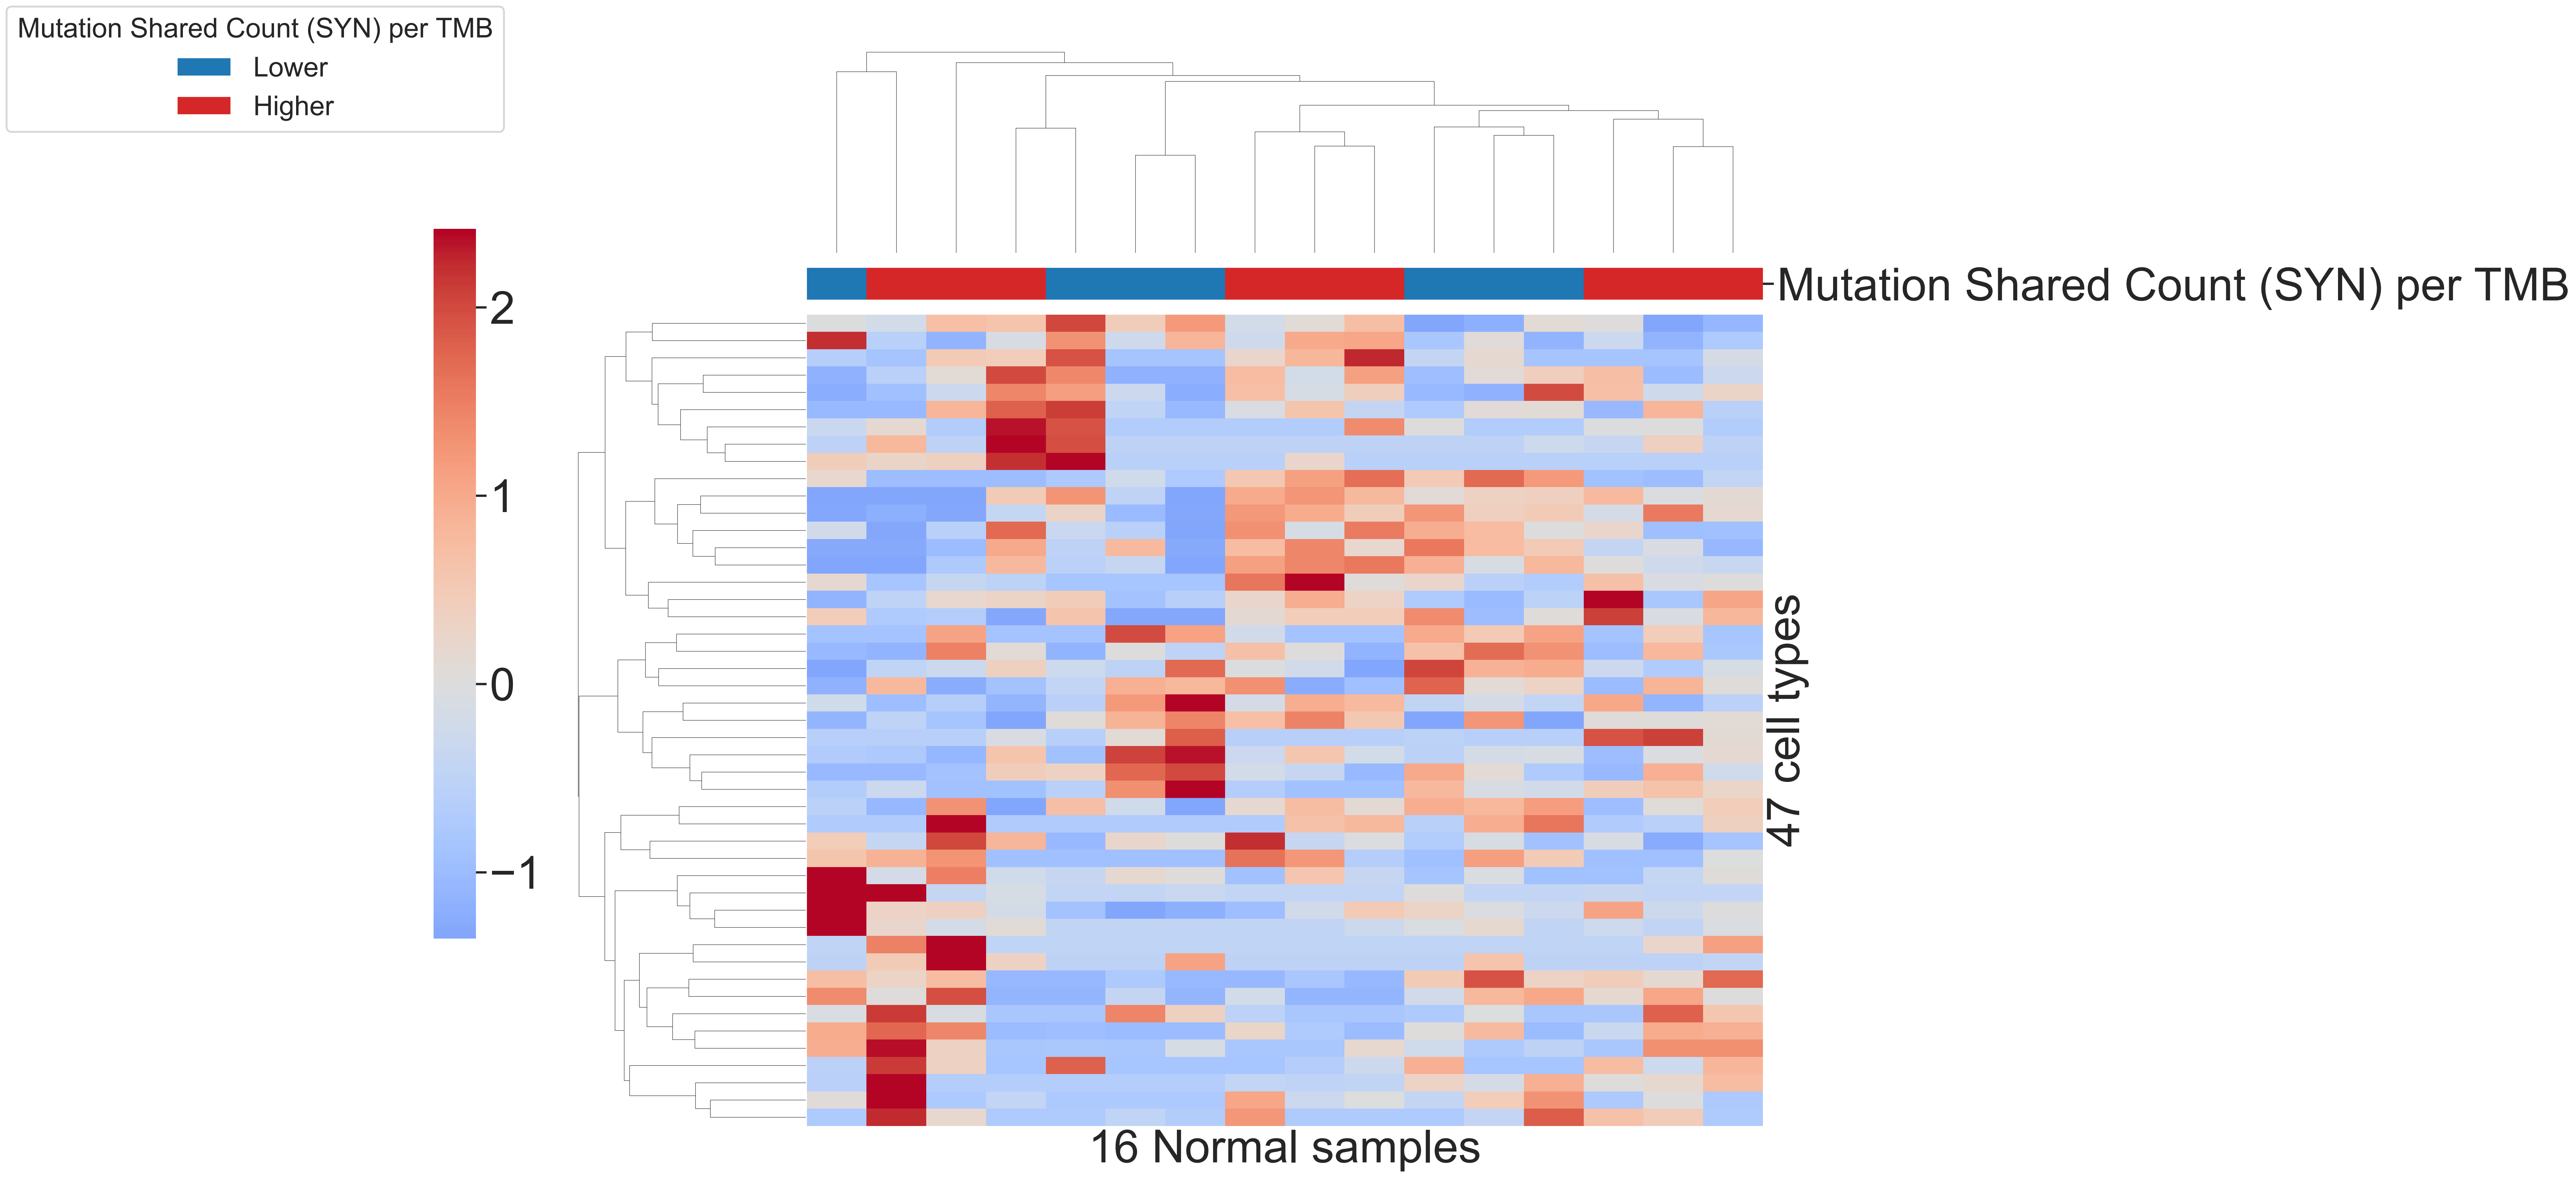 Mutation Shared Count (SYN) per TMB
Lower
Higher
Mutation Shared Count (SYN) per TMB
2
1
0
−1
47 cell types
16 Normal samples